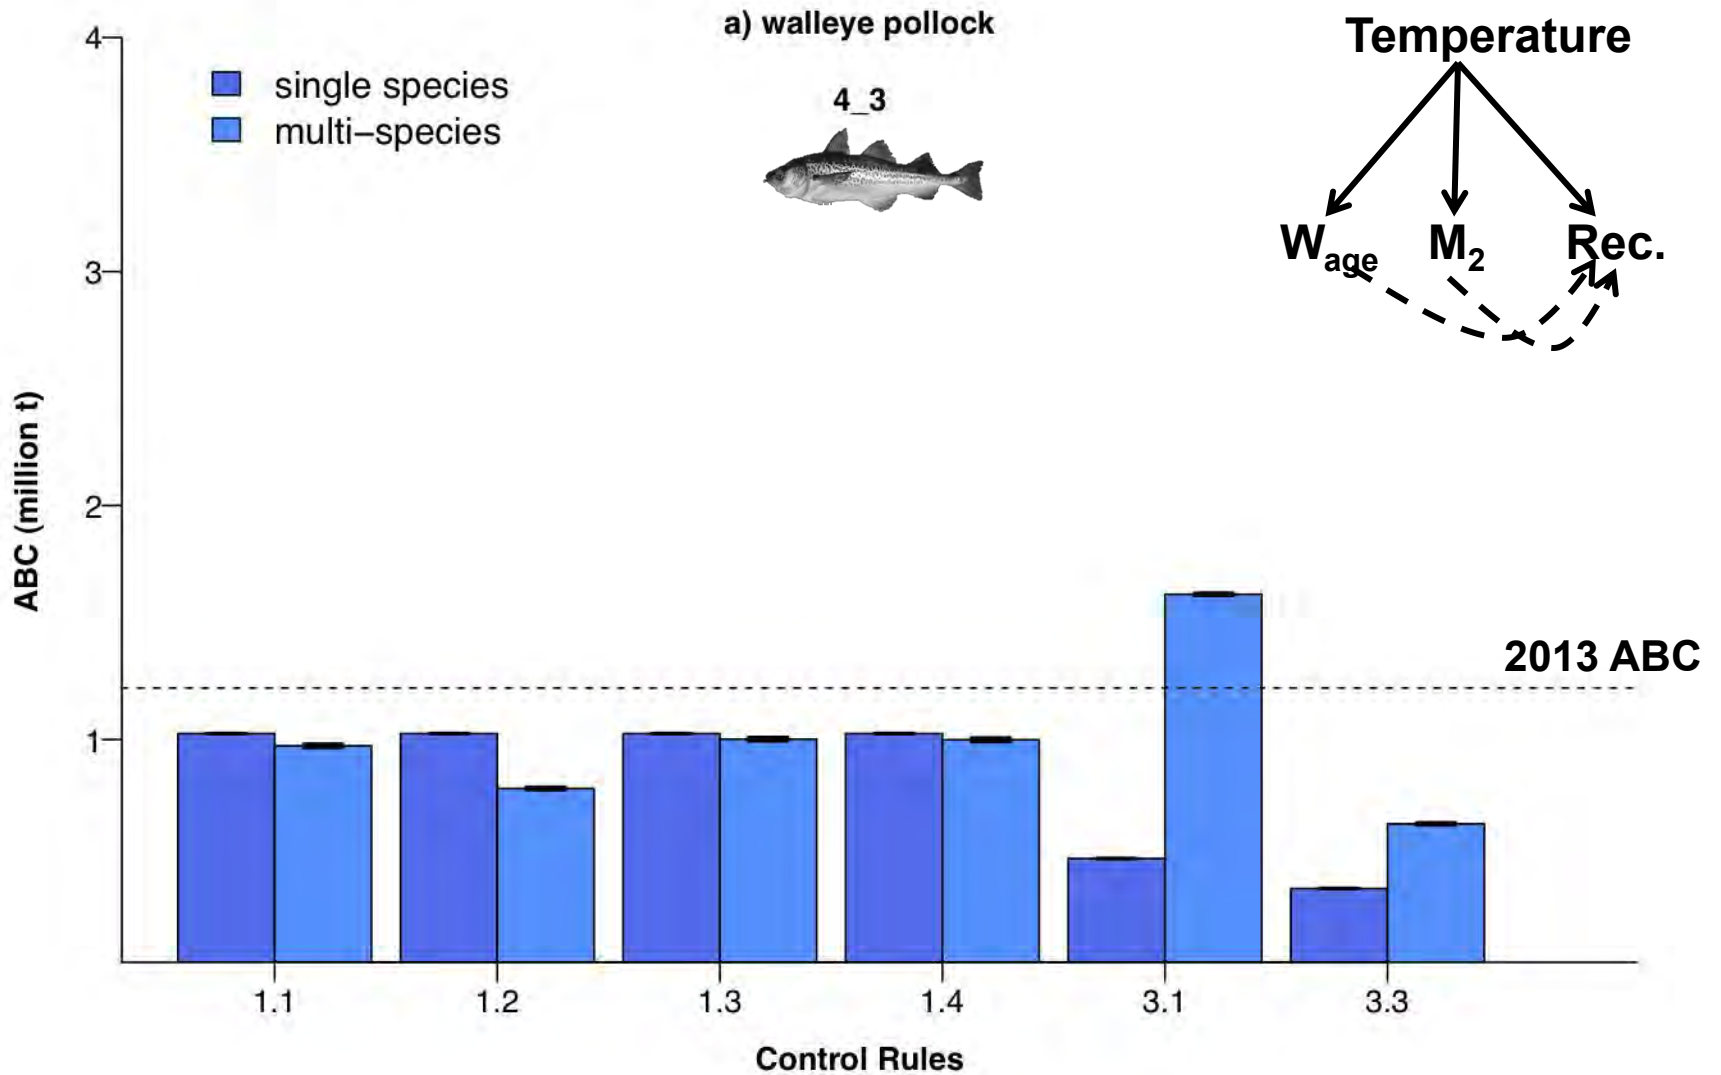 a) walleye pollock
4_3
single species
multi–species
Temperature
Wage M2 Rec.
ABC (million t)
4
3
2
1
2013 ABC
1.1 1.2 1.3 1.4 3.1 3.3
Control Rules